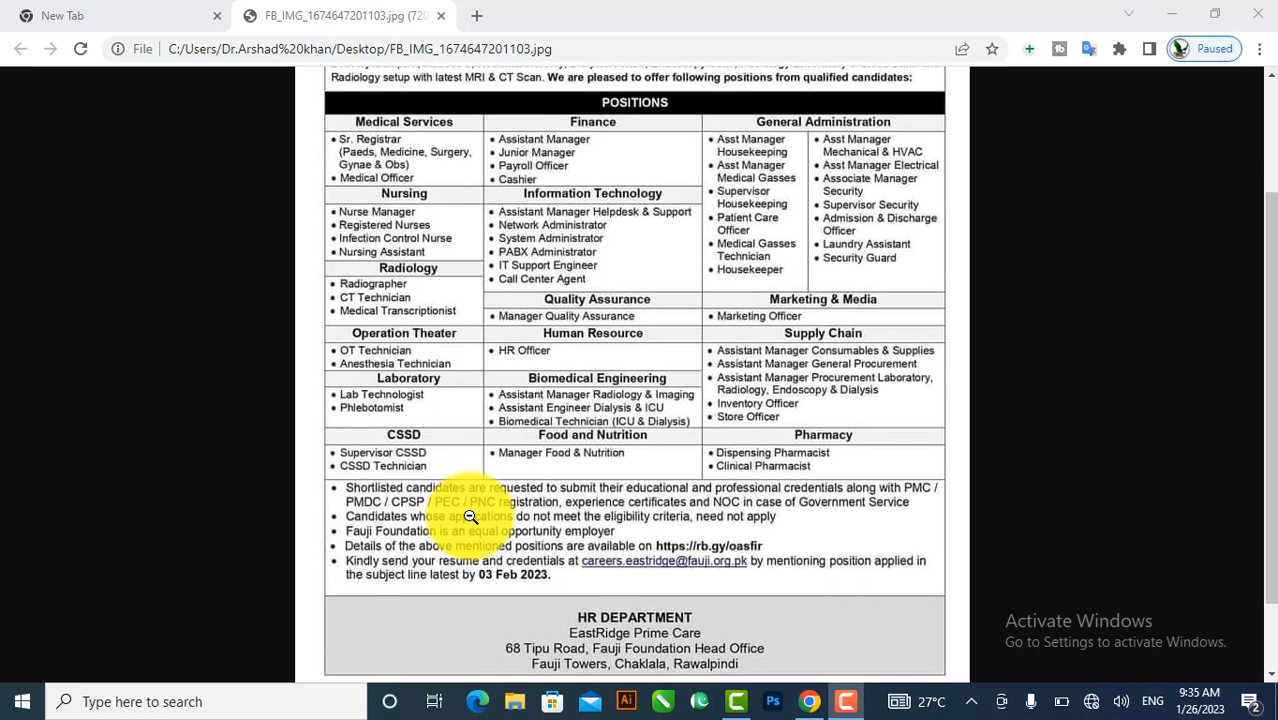 New Tab
FB_IMG_1674647201103.jpg (720
File
C:/Users/Dr.Arshad%20khan/Desktop/FB_IMG_1674647201103.jpg
Paused
Radiology setup with latest MRI & CT Scan. We are pleased to offer following positions from qualified candidates:
POSITIONS
Medical Services
• Sr. Registrar
(Paeds, Medicine, Surgery,
Gynae & Obs)
• Medical Officer
Nursing
• Nurse Manager
• Registered Nurses
• Infection Control Nurse
• Nursing Assistant
Radiology
• Radiographer
• CT Technician
• Medical Transcriptionist
Operation Theater
• OT Technician
• Anesthesia Technician
Laboratory
• Lab Technologist
• Phlebotomist
CSSD
• Supervisor CSSD
• CSSD Technician
Finance
• Assistant Manager
• Junior Manager
• Payroll Officer
• Cashier
Information Technology
• Assistant Manager Helpdesk & Support
• Network Administrator
• System Administrator
• PABX Administrator
• IT Support Engineer
• Call Center Agent
Quality Assurance
• Manager Quality Assurance
Human Resource
• HR Officer
Biomedical Engineering
• Assistant Manager Radiology & Imaging
• Assistant Engineer Dialysis & ICU
• Biomedical Technician (ICU & Dialysis)
Food and Nutrition
• Manager Food & Nutrition
General Administration
• Asst Manager
Housekeeping
• Asst Manager
Medical Gasses
• Supervisor
Housekeeping
• Patient Care
Officer
• Medical Gasses
Technician
• Housekeeper
• Asst Manager
Mechanical & HVAC
• Asst Manager Electrical
• Associate Manager
Security
• Supervisor Security
• Admission & Discharge
Officer
• Laundry Assistant
• Security Guard
Marketing & Media
• Marketing Officer
Supply Chain
• Assistant Manager Consumables & Supplies
• Assistant Manager General Procurement
• Assistant Manager Procurement Laboratory,
Radiology, Endoscopy & Dialysis
• Inventory Officer
• Store Officer
Pharmacy
• Dispensing Pharmacist
• Clinical Pharmacist
• Shortlisted candidates are requested to submit their educational and professional credentials along with PMC /
PMDC / CPSP / PEC / PNC registration, experience certificates and NOC in case of Government Service
• Candidates whose applications do not meet the eligibility criteria, need not apply
• Fauji Foundation is an equal opportunity employer
• Details of the above mentioned positions are available on https://rb.gy/oasfir
• Kindly send your resume and credentials at careers.eastridge@fauji.org.pk by mentioning position applied in
the subject line latest by 03 Feb 2023.
HR DEPARTMENT
EastRidge Prime Care
68 Tipu Road, Fauji Foundation Head Office
Fauji Towers, Chaklala, Rawalpindi
Activate Windows
Go to Settings to activate Windows.
Type here to search
Ai
Ps
27°C
ENG
9:35 AM
1/26/2023
2